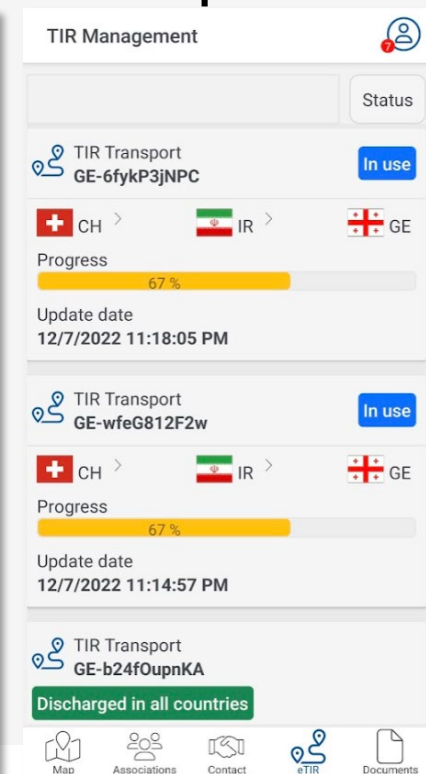 TIR Management
7
Status
TIR Transport
GE-6fykP3jNPC
In use
CH > IR > GE
Progress
67 %
Update date
12/7/2022 11:18:05 PM
TIR Transport
GE-wfeG812F2w
In use
CH > IR > GE
Progress
67 %
Update date
12/7/2022 11:14:57 PM
TIR Transport
GE-b24fOupnKA
Discharged in all countries
Map Associations Contact eTIR Documents